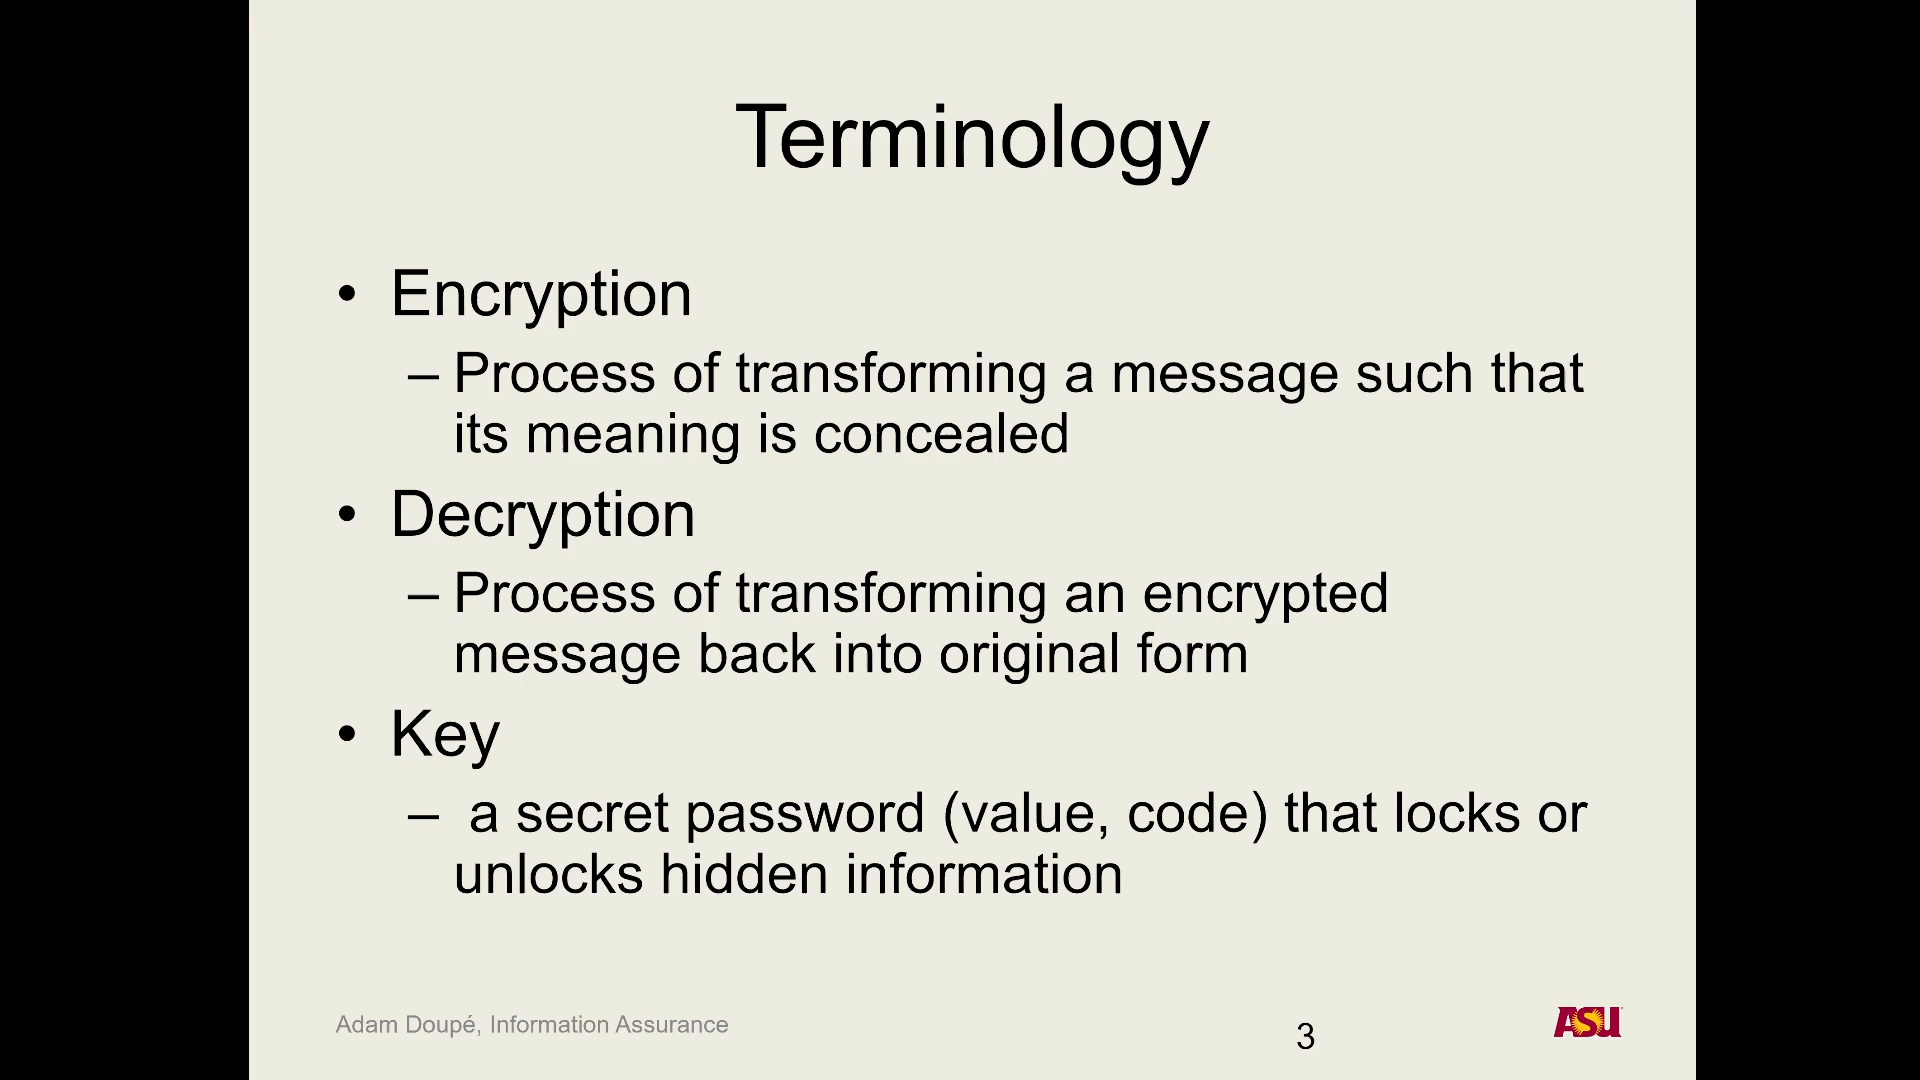 Terminology
• Encryption
– Process of transforming a message such that
its meaning is concealed
• Decryption
– Process of transforming an encrypted
message back into original form
• Key
– a secret password (value, code) that locks or
unlocks hidden information
Adam Doupé, Information Assurance
3
ASU